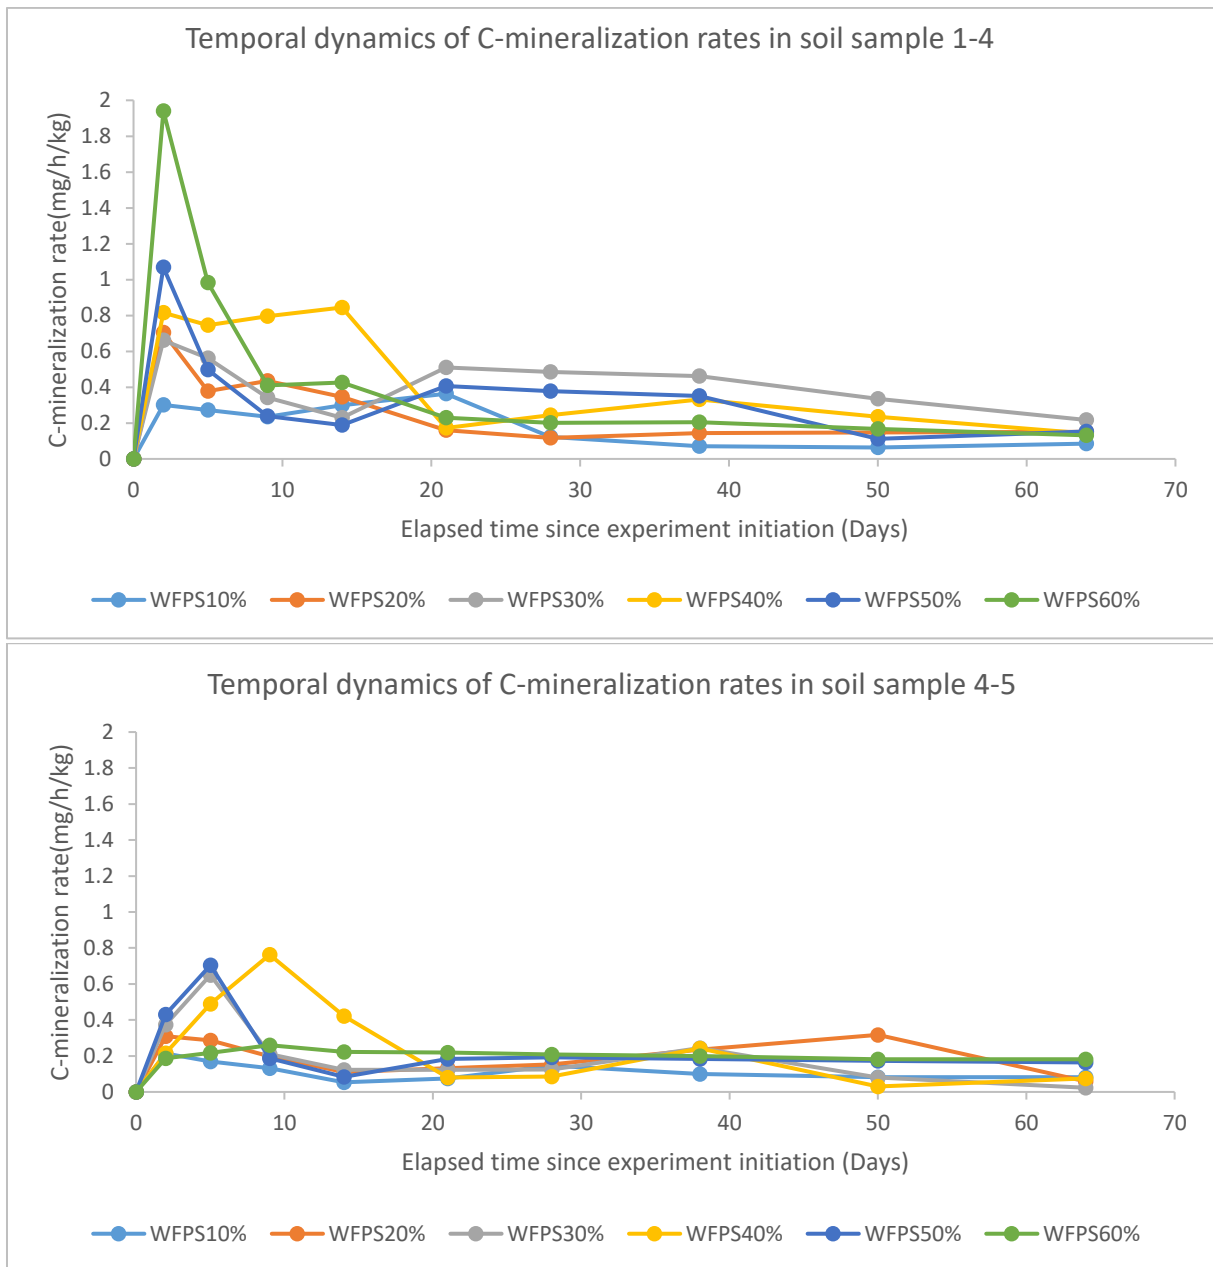 Temporal dynamics of C-mineralization rates in soil sample 1-4
C-mineralization rate(mg/h/kg)
2
1.8
1.6
1.4
1.2
1
0.8
0.6
0.4
0.2
0
0 10 20 30 40 50 60 70
Elapsed time since experiment initiation (Days)
WFPS10% WFPS20% WFPS30% WFPS40% WFPS50% WFPS60%
Temporal dynamics of C-mineralization rates in soil sample 4-5
C-mineralization rate(mg/h/kg)
2
1.8
1.6
1.4
1.2
1
0.8
0.6
0.4
0.2
0
0 10 20 30 40 50 60 70
Elapsed time since experiment initiation (Days)
WFPS10% WFPS20% WFPS30% WFPS40% WFPS50% WFPS60%